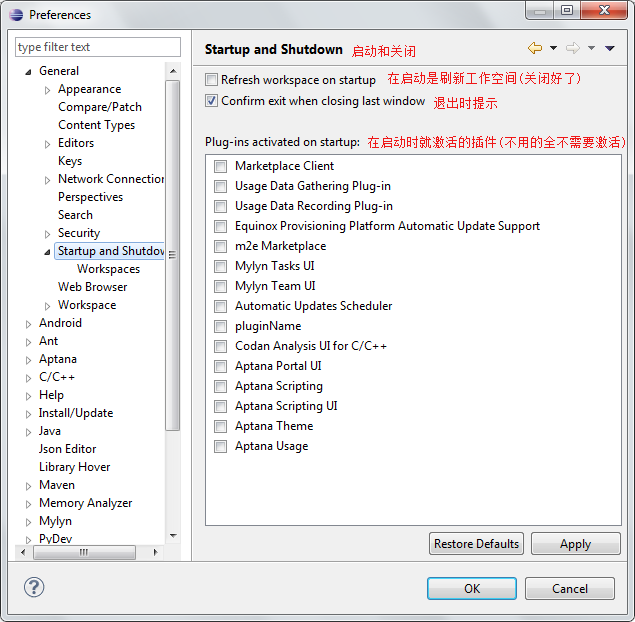 Preferences
type filter text
General
Appearance
Compare/Patch
Content Types
Editors
Keys
Network Connection
Perspectives
Search
Security
Startup and Shutdow
Workspaces
Web Browser
Workspace
Android
Ant
Aptana
C/C++
Help
Install/Update
Java
Json Editor
Library Hover
Maven
Memory Analyzer
Mylyn
PyDev
Startup and Shutdown 启动和关闭
Refresh workspace on startup 在启动是刷新工作空间(关闭好了)
Confirm exit when closing last window 退出时提示
Plug-ins activated on startup: 在启动时就激活的插件(不用的全不需要激活)
Marketplace Client
Usage Data Gathering Plug-in
Usage Data Recording Plug-in
Equinox Provisioning Platform Automatic Update Support
m2e Marketplace
Mylyn Tasks UI
Mylyn Team UI
Automatic Updates Scheduler
pluginName
Codan Analysis UI for C/C++
Aptana Portal UI
Aptana Scripting
Aptana Scripting UI
Aptana Theme
Aptana Usage
Restore Defaults Apply
OK Cancel